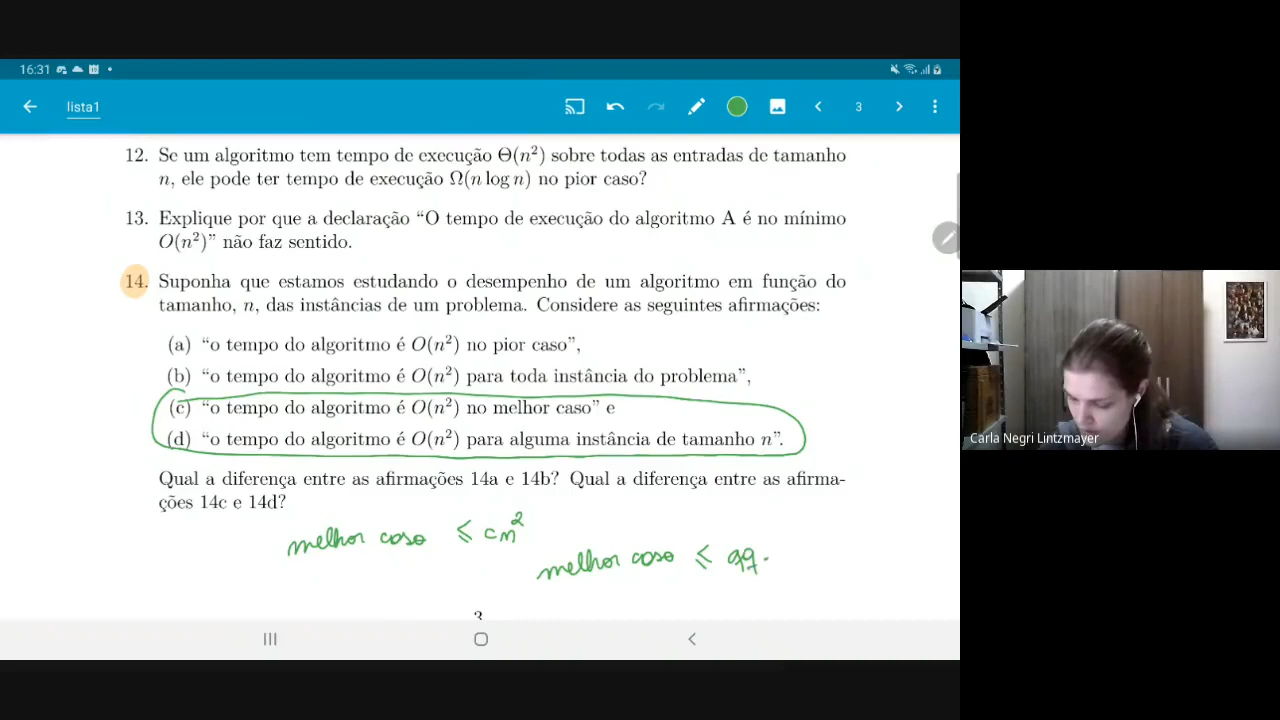 16:31
lista1
3
12. Se um algoritmo tem tempo de execução Θ(n²) sobre todas as entradas de tamanho
n, ele pode ter tempo de execução Ω(n log n) no pior caso?
13. Explique por que a declaração “O tempo de execução do algoritmo A é no mínimo
O(n²)” não faz sentido.
14. Suponha que estamos estudando o desempenho de um algoritmo em função do
tamanho, n, das instâncias de um problema. Considere as seguintes afirmações:
(a) “o tempo do algoritmo é O(n²) no pior caso”,
(b) “o tempo do algoritmo é O(n²) para toda instância do problema”,
(c) “o tempo do algoritmo é O(n²) no melhor caso” e
(d) “o tempo do algoritmo é O(n²) para alguma instância de tamanho n”.
Qual a diferença entre as afirmações 14a e 14b? Qual a diferença entre as afirma-
ções 14c e 14d?
melhor caso ≤ cn²
melhor caso ≤ qq.
Carla Negri Lintzmayer